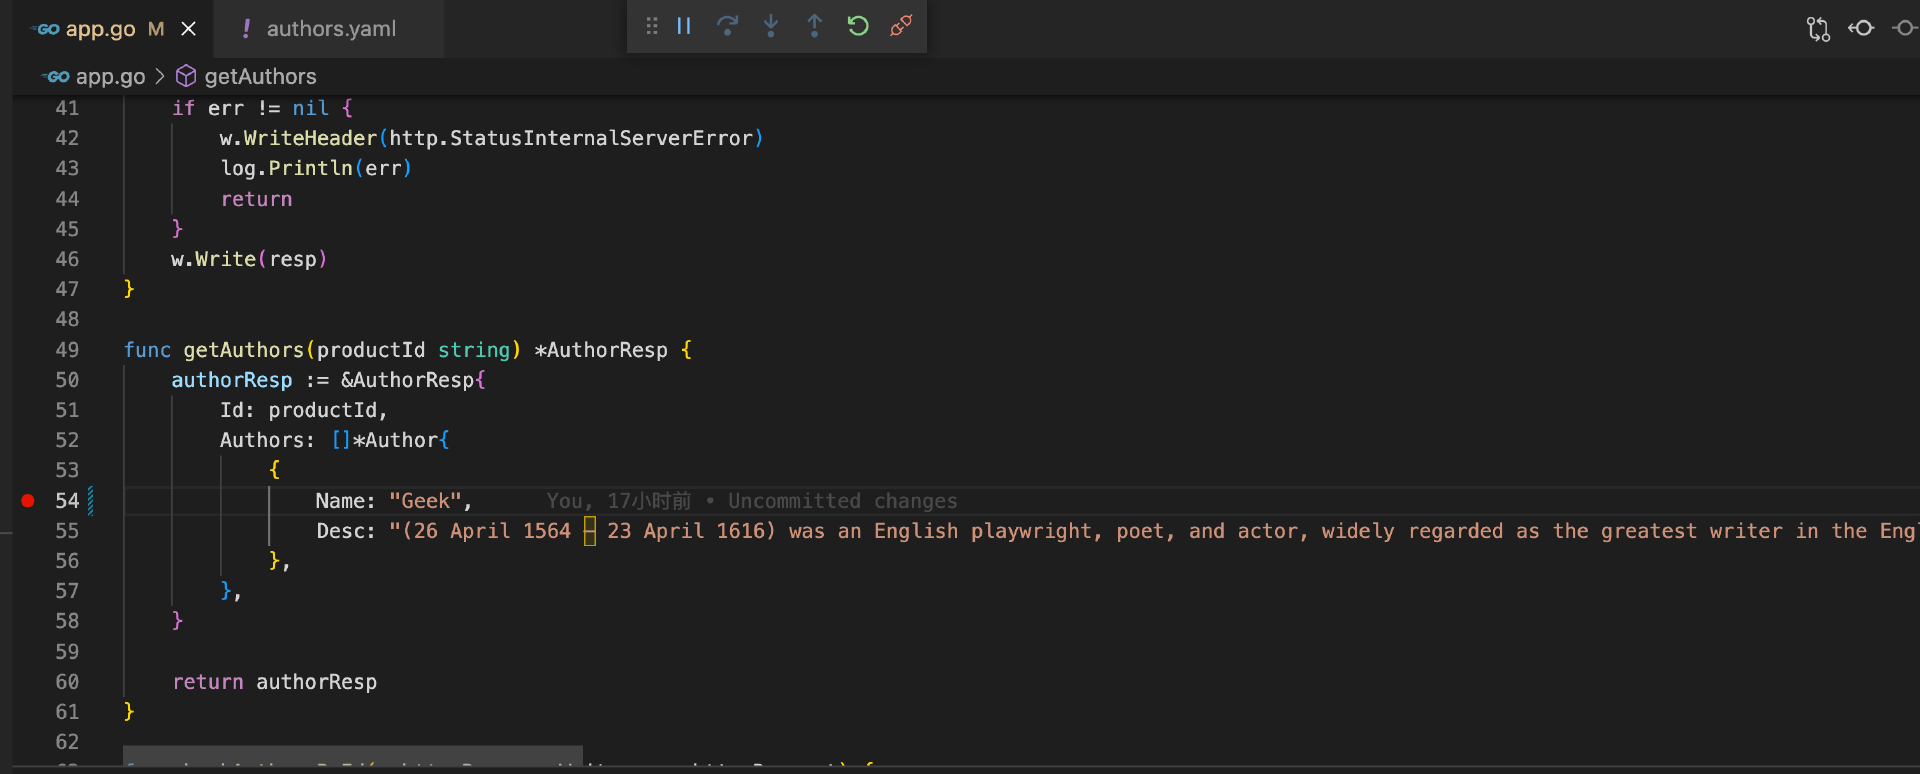 GO app.go M
! authors.yaml
GO app.go > getAuthors
41 if err != nil {
42 w.WriteHeader(http.StatusInternalServerError)
43 log.Println(err)
44 return
45 }
46 w.Write(resp)
47 }
48
49 func getAuthors(productId string) *AuthorResp {
50 authorResp := &AuthorResp{
51 Id: productId,
52 Authors: []*Author{
53 {
54 Name: "Geek", You, 17小时前 • Uncommitted changes
55 Desc: "(26 April 1564 – 23 April 1616) was an English playwright, poet, and actor, widely regarded as the greatest writer in the Eng
56 },
57 },
58 }
59
60 return authorResp
61 }
62